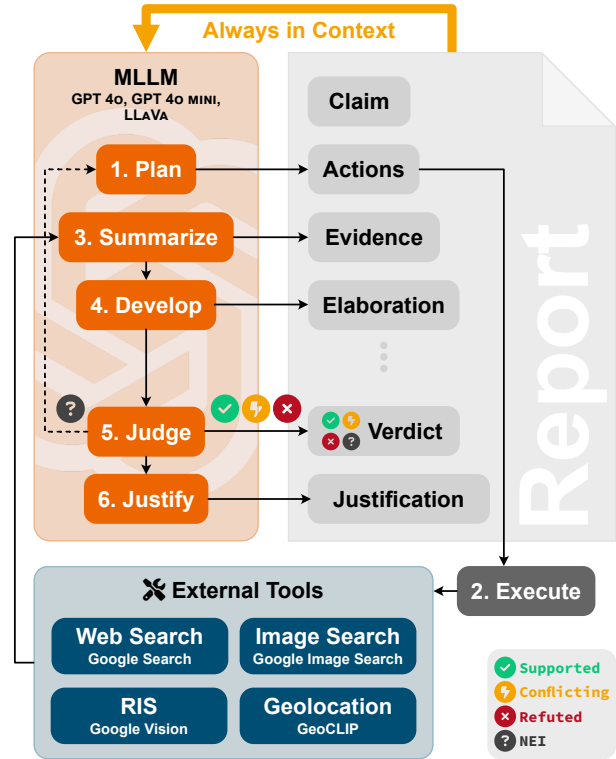 Always in Context
MLLM
GPT 4o, GPT 4o mini,
LLaVa
Claim
1. Plan
Actions
3. Summarize
Evidence
4. Develop
Elaboration
5. Judge
Verdict
6. Justify
Justification
Report
2. Execute
External Tools
Web Search
Google Search
Image Search
Google Image Search
RIS
Google Vision
Geolocation
GeoCLIP
Supported
Conflicting
Refuted
? NEI
?
?